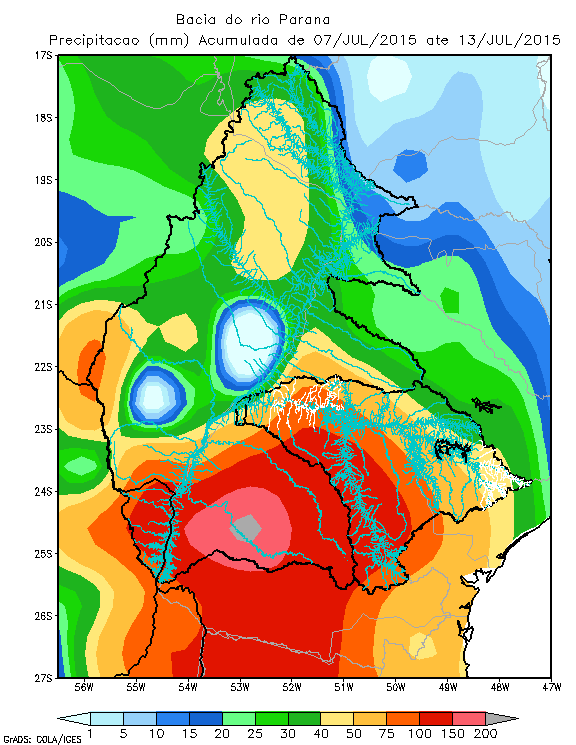 Bacia do rio Parana
Precipitacao (mm) Acumulada de 07/JUL/2015 ate 13/JUL/2015
17S
18S
19S
20S
21S
22S
23S
24S
25S
26S
27S
56W 55W 54W 53W 52W 51W 50W 49W 48W 47W
1 5 10 15 20 25 30 40 50 75 100 150 200
GrADS: COLA/IGES